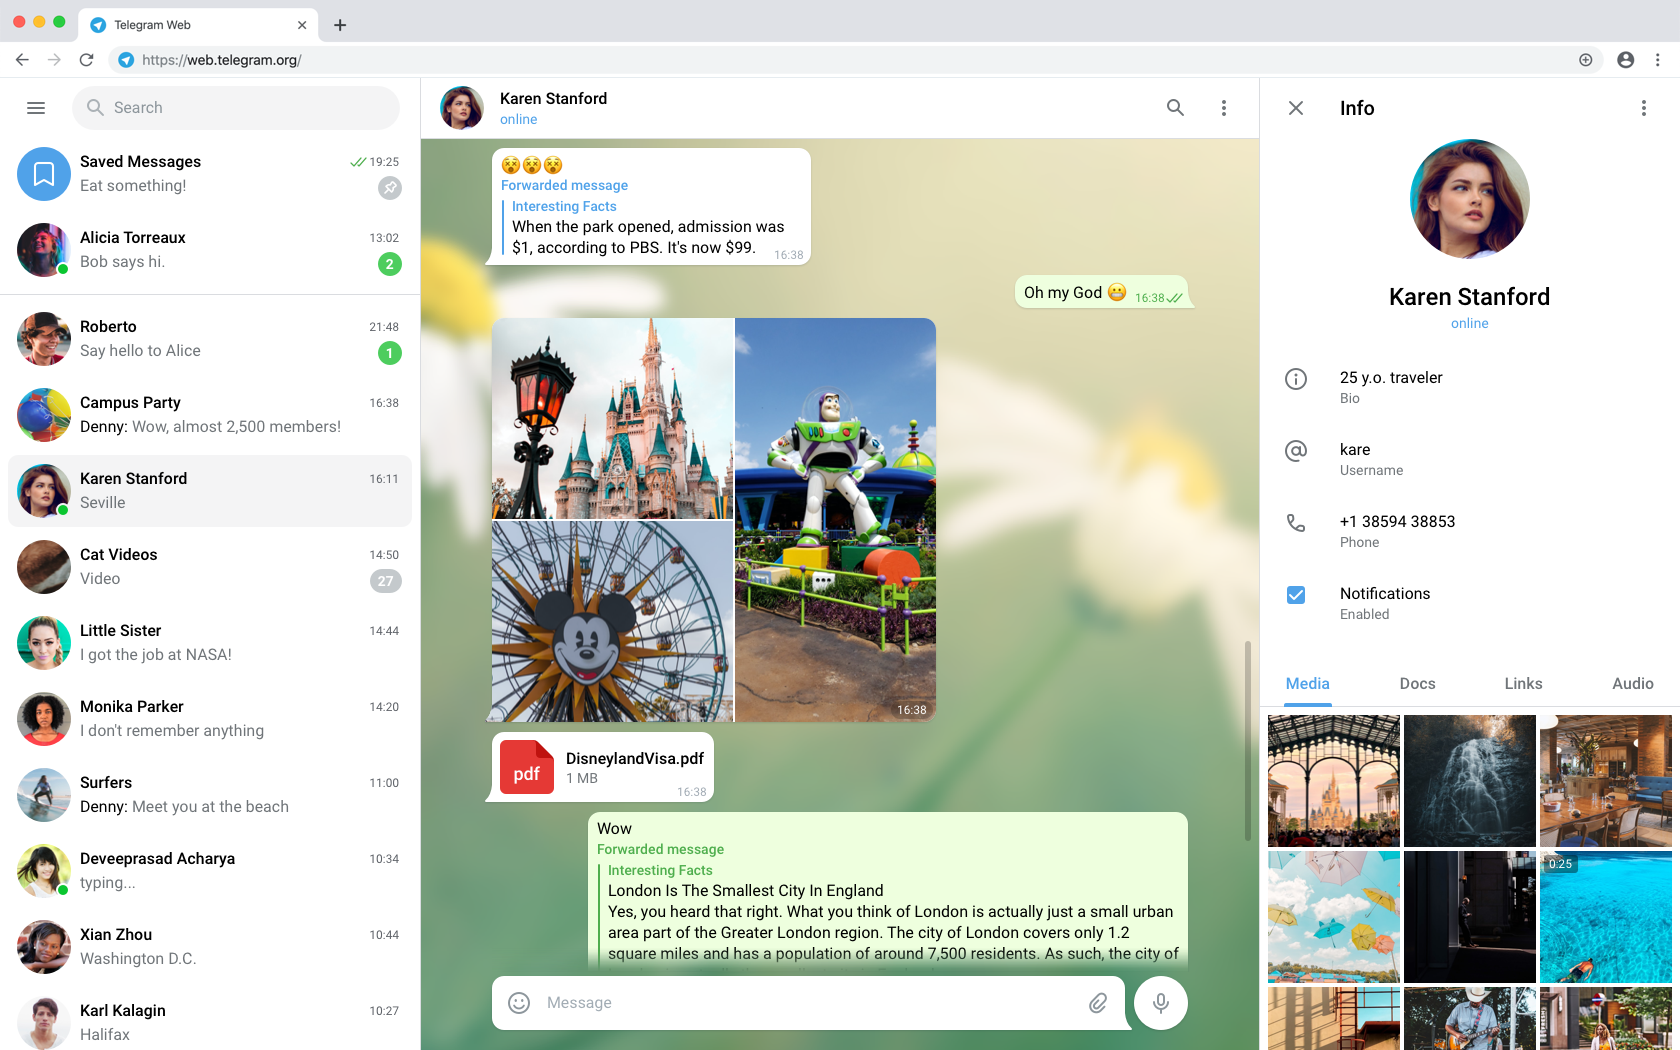 Telegram Web
https://web.telegram.org/
Search
Saved Messages
19:25
Eat something!
Alicia Torreaux
13:02
Bob says hi.
2
Roberto
21:48
Say hello to Alice
1
Campus Party
16:38
Denny: Wow, almost 2,500 members!
Karen Stanford
16:11
Seville
Cat Videos
14:50
Video
27
Little Sister
14:44
I got the job at NASA!
Monika Parker
14:20
I don't remember anything
Surfers
11:00
Denny: Meet you at the beach
Deveeprasad Acharya
10:34
typing...
Xian Zhou
10:44
Washington D.C.
Karl Kalagin
10:27
Halifax
Karen Stanford
online
Forwarded message
Interesting Facts
When the park opened, admission was
$1, according to PBS. It's now $99.
16:38
Oh my God 😬 16:38
16:38
pdf
DisneylandVisa.pdf
1 MB
16:38
Wow
Forwarded message
Interesting Facts
London Is The Smallest City In England
Yes, you heard that right. What you think of London is actually just a small urban
area part of the Greater London region. The city of London covers only 1.2
square miles and has a population of around 7,500 residents. As such, the city of
Message
Info
Karen Stanford
online
25 y.o. traveler
Bio
kare
Username
+1 38594 38853
Phone
Notifications
Enabled
Media
Docs
Links
Audio
0:25